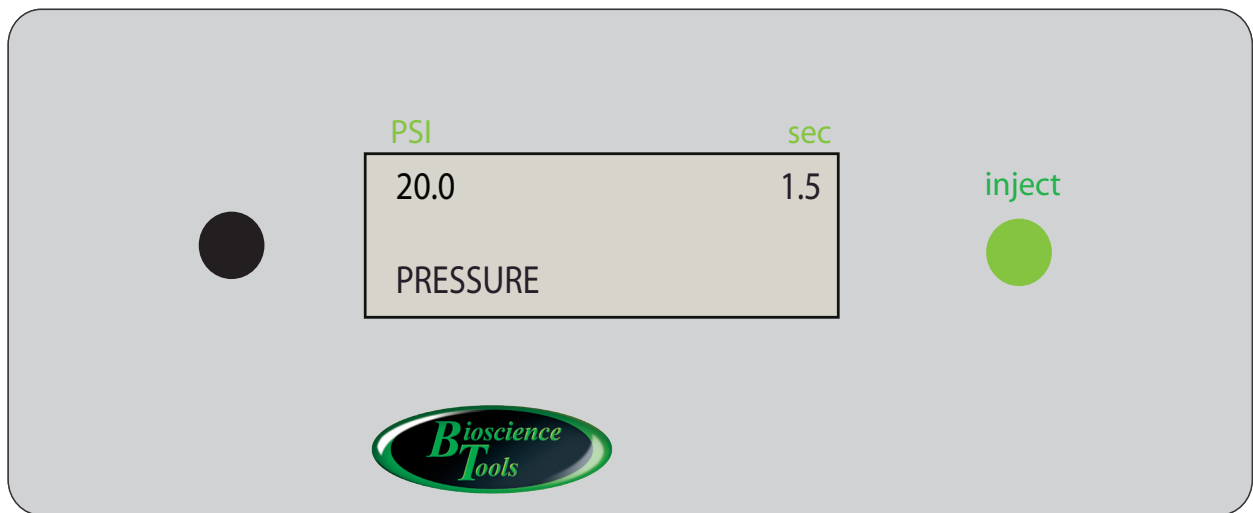 PSI sec
20.0 1.5
inject
PRESSURE
Bioscience
Tools